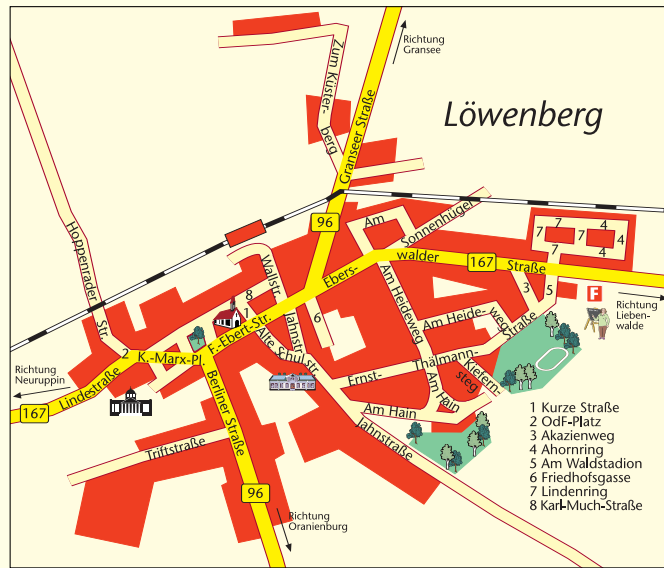 Löwenberg
Richtung
Gransee
Zum Küster-
berg
Granseer Straße
96
Hoppenrader
Str.
Am
Sonnenhügel
Am Heideweg
Ebers-
walder
167
Straße
4
7
4
7
4
7
4
Wallstr.
8
1
6
Jahnstr.
F.-Ebert-Str.
Am Heide-
weg
3
5
F
Richtung
Lieben-
walde
2
K.-Marx-Pl.
Alte Schulstr.
Ernst-
Thälmann-
Straße
Kiefern-
steg
Am Hain
Am Hain
Richtung
Neuruppin
167
Lindestraße
Berliner Straße
Triftstraße
Jahnstraße
96
Richtung
Oranienburg
1 Kurze Straße
2 OdF-Platz
3 Akazienweg
4 Ahornring
5 Am Waldstadion
6 Friedhofsgasse
7 Lindenring
8 Karl-Much-Straße